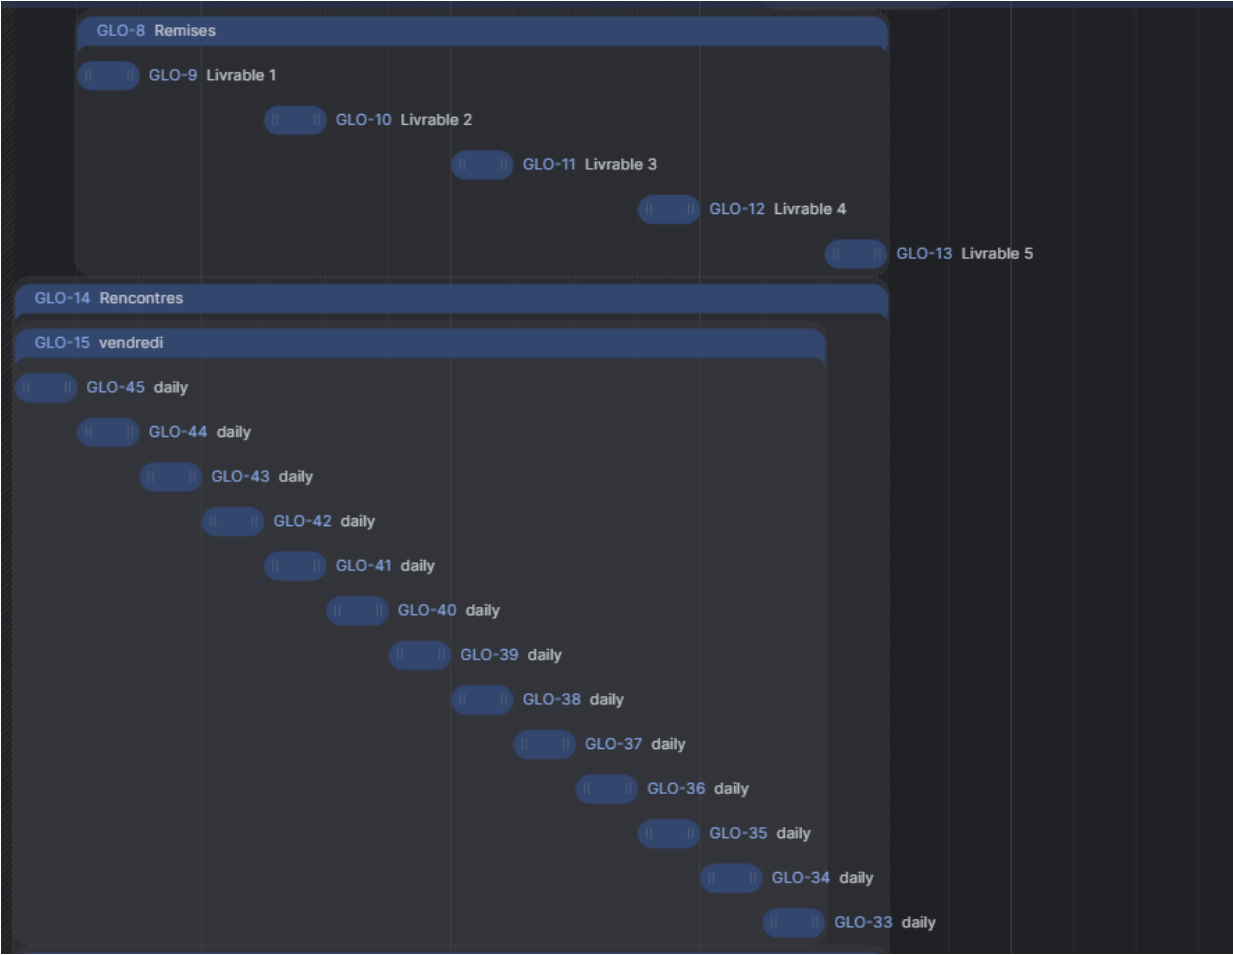 GLO-8 Remises
GLO-9 Livrable 1
GLO-10 Livrable 2
GLO-11 Livrable 3
GLO-12 Livrable 4
GLO-13 Livrable 5
GLO-14 Rencontres
GLO-15 vendredi
GLO-45 daily
GLO-44 daily
GLO-43 daily
GLO-42 daily
GLO-41 daily
GLO-40 daily
GLO-39 daily
GLO-38 daily
GLO-37 daily
GLO-36 daily
GLO-35 daily
GLO-34 daily
GLO-33 daily